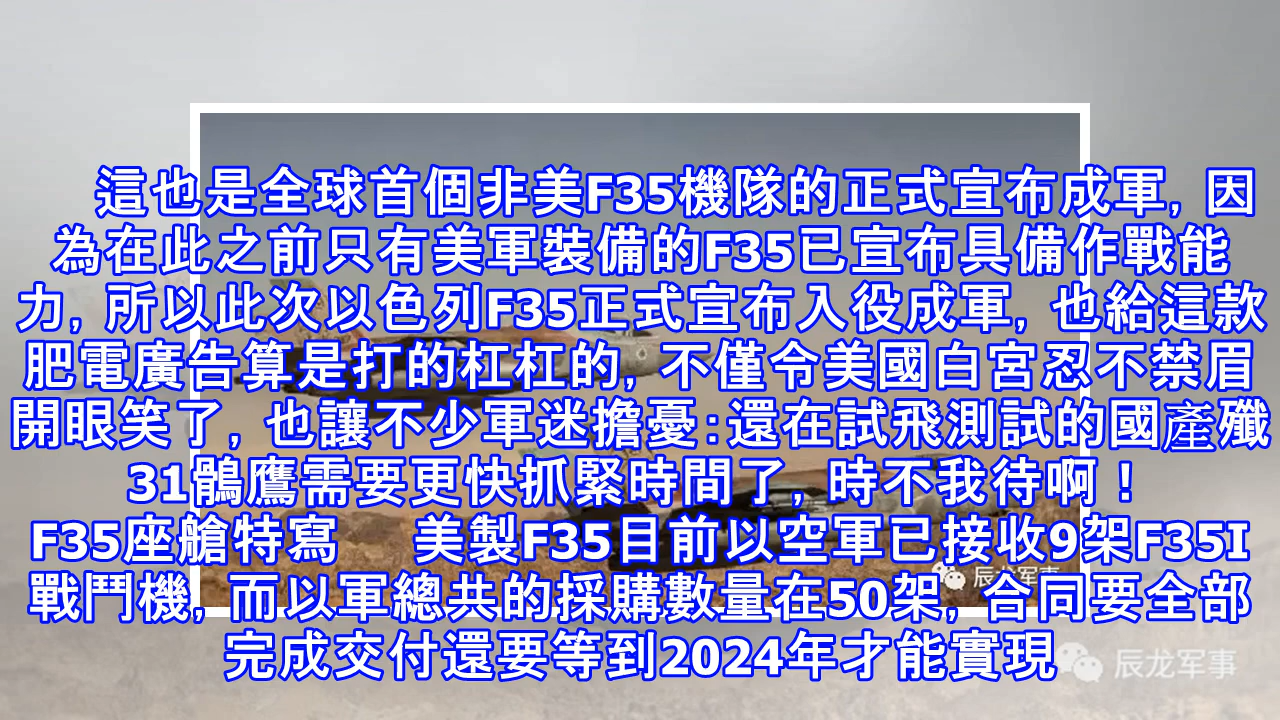 這也是全球首個非美F35機隊的正式宣布成軍, 因
為在此之前只有美軍裝備的F35已宣布具備作戰能
力, 所以此次以色列F35正式宣布入役成軍, 也給這款
肥電廣告算是打的杠杠的, 不僅令美國白宮忍不禁眉
開眼笑了, 也讓不少軍迷擔憂:還在試飛測試的國產殲
31鶻鷹需要更快抓緊時間了, 時不我待啊！
F35座艙特寫　美製F35目前以空軍已接收9架F35I
戰鬥機, 而以軍總共的採購數量在50架, 合同要全部
完成交付還要等到2024年才能實現
辰龙军事
辰龙军事